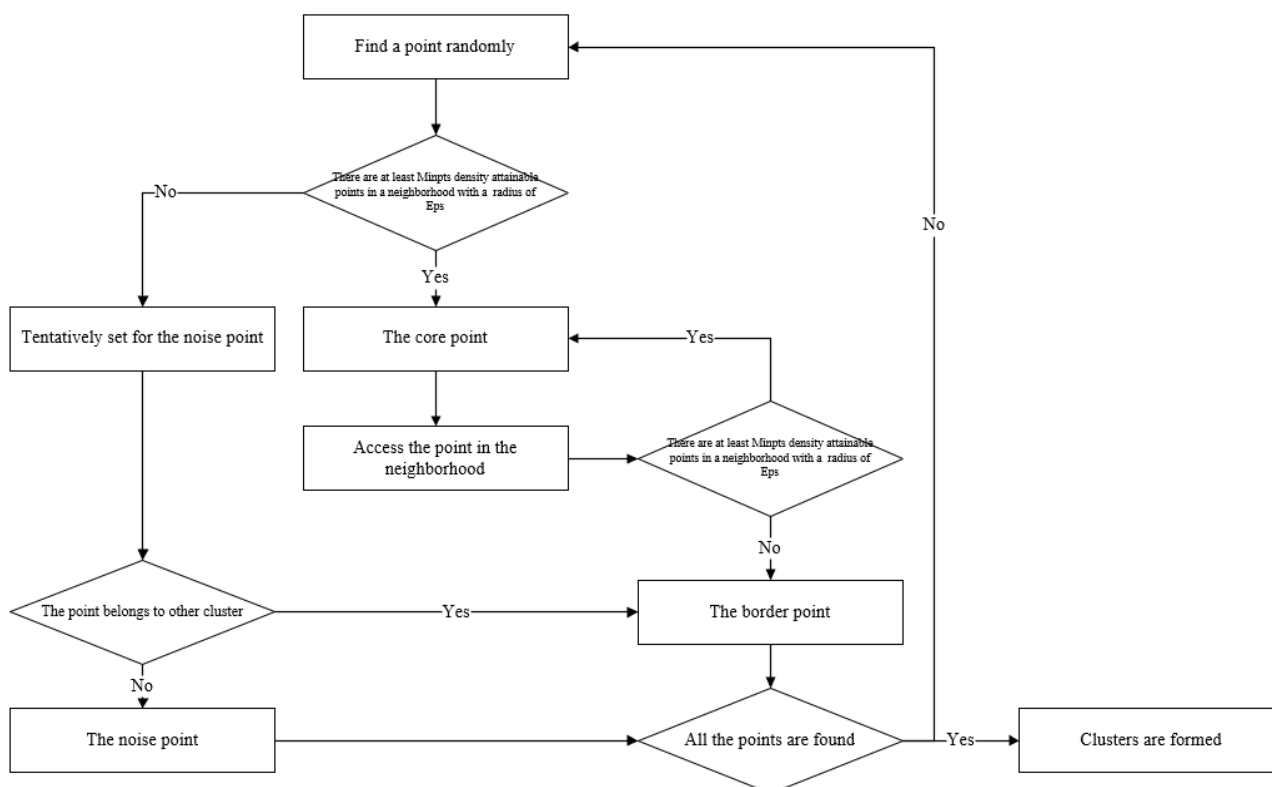 Find a point randomly
There are at least Minpts density attainable
points in a neighborhood with a radius of
Eps
No
No
Yes
Tentatively set for the noise point
The core point
Yes
Access the point in the
neighborhood
There are at least Minpts density attainable
points in a neighborhood with a radius of
Eps
No
The point belongs to other cluster
Yes
The border point
No
The noise point
All the points are found
Yes
Clusters are formed